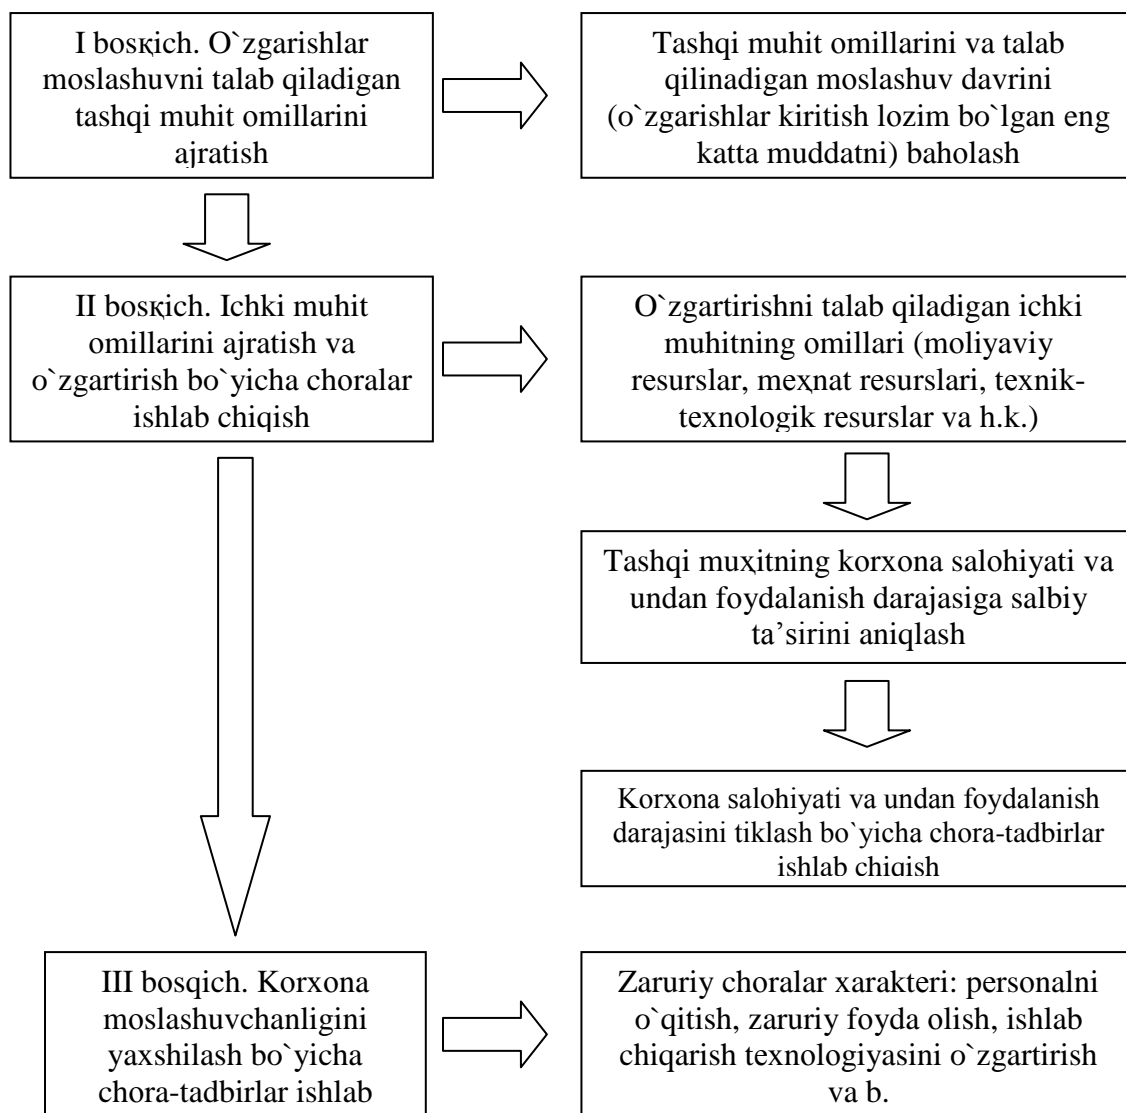 I bosқich. O`zgarishlar
moslashuvni talab qiladigan
tashqi muhit omillarini
ajratish
Tashqi muhit omillarini va talab
qilinadigan moslashuv davrini
(o`zgarishlar kiritish lozim bo`lgan eng
katta muddatni) baholash
II bosқich. Ichki muhit
omillarini ajratish va
o`zgartirish bo`yicha choralar
ishlab chiqish
O`zgartirishni talab qiladigan ichki
muhitning omillari (moliyaviy
resurslar, meҳnat resurslari, texnik-
texnologik resurslar va h.k.)
Tashqi muҳitning korxona salohiyati va
undan foydalanish darajasiga salbiy
ta’sirini aniqlash
Korxona salohiyati va undan foydalanish
darajasini tiklash bo`yicha chora-tadbirlar
ishlab chiqish
III bosqich. Korxona
moslashuvchanligini
yaxshilash bo`yicha
chora-tadbirlar ishlab
Zaruriy choralar xarakteri: personalni
o`qitish, zaruriy foyda olish, ishlab
chiqarish texnologiyasini o`zgartirish
va b.